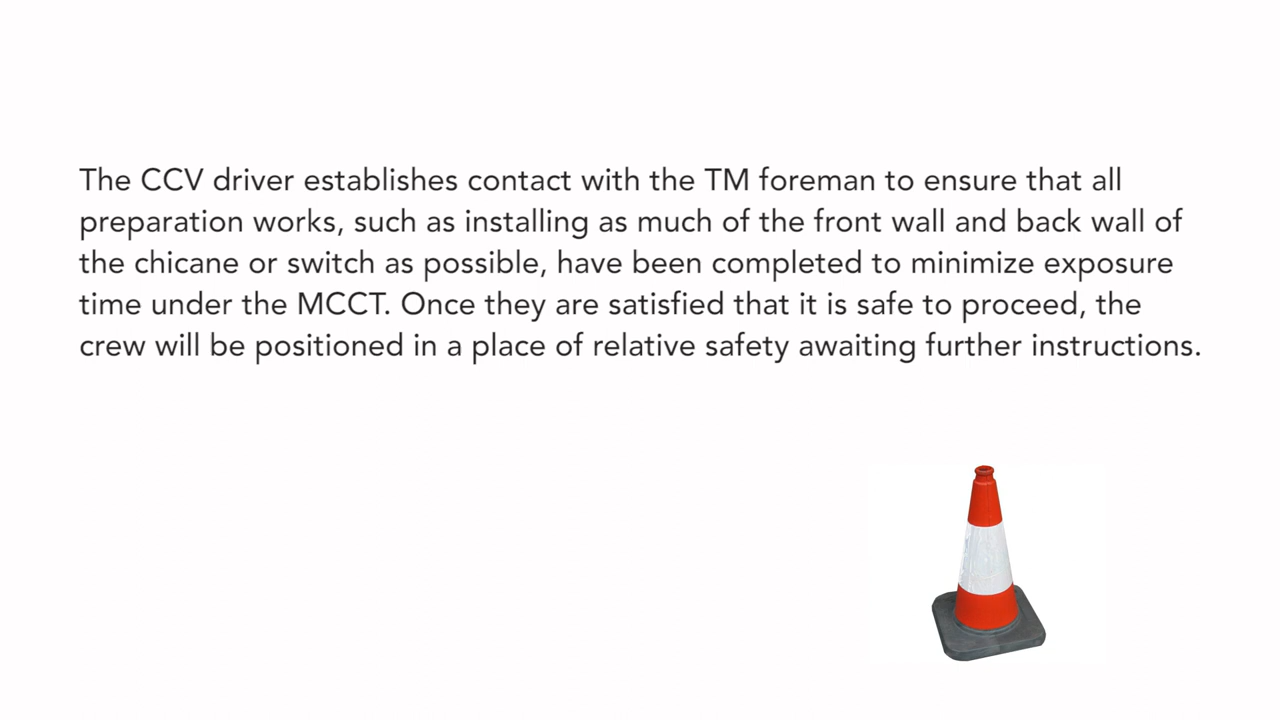 The CCV driver establishes contact with the TM foreman to ensure that all
preparation works, such as installing as much of the front wall and back wall of
the chicane or switch as possible, have been completed to minimize exposure
time under the MCCT. Once they are satisfied that it is safe to proceed, the
crew will be positioned in a place of relative safety awaiting further instructions.